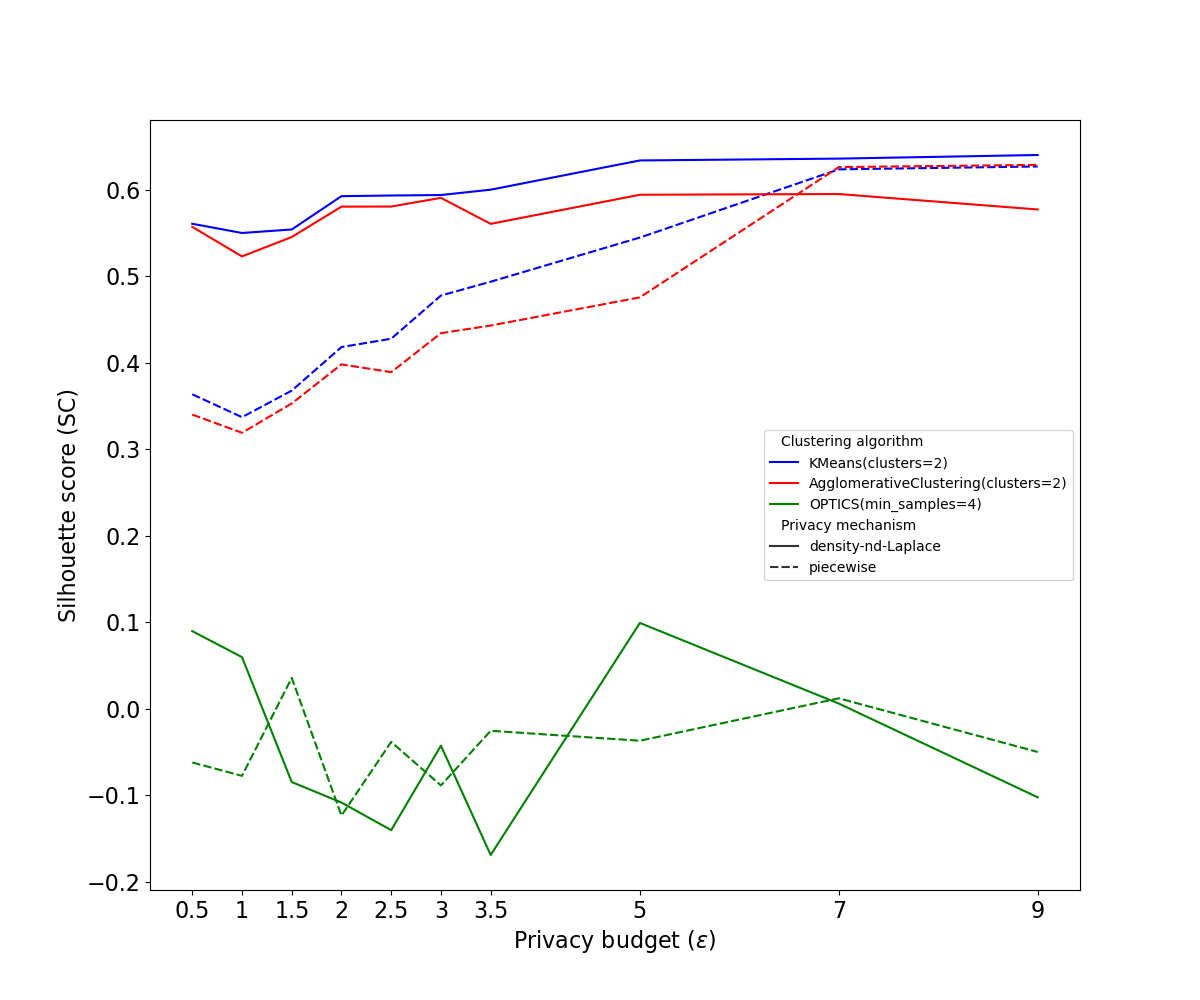 Silhouette score (SC)
0.6
0.5
0.4
0.3
0.2
0.1
0.0
−0.1
−0.2
Clustering algorithm
KMeans(clusters=2)
AgglomerativeClustering(clusters=2)
OPTICS(min_samples=4)
Privacy mechanism
density-nd-Laplace
piecewise
0.5 1 1.5 2 2.5 3 3.5 5 7 9
Privacy budget (ε)